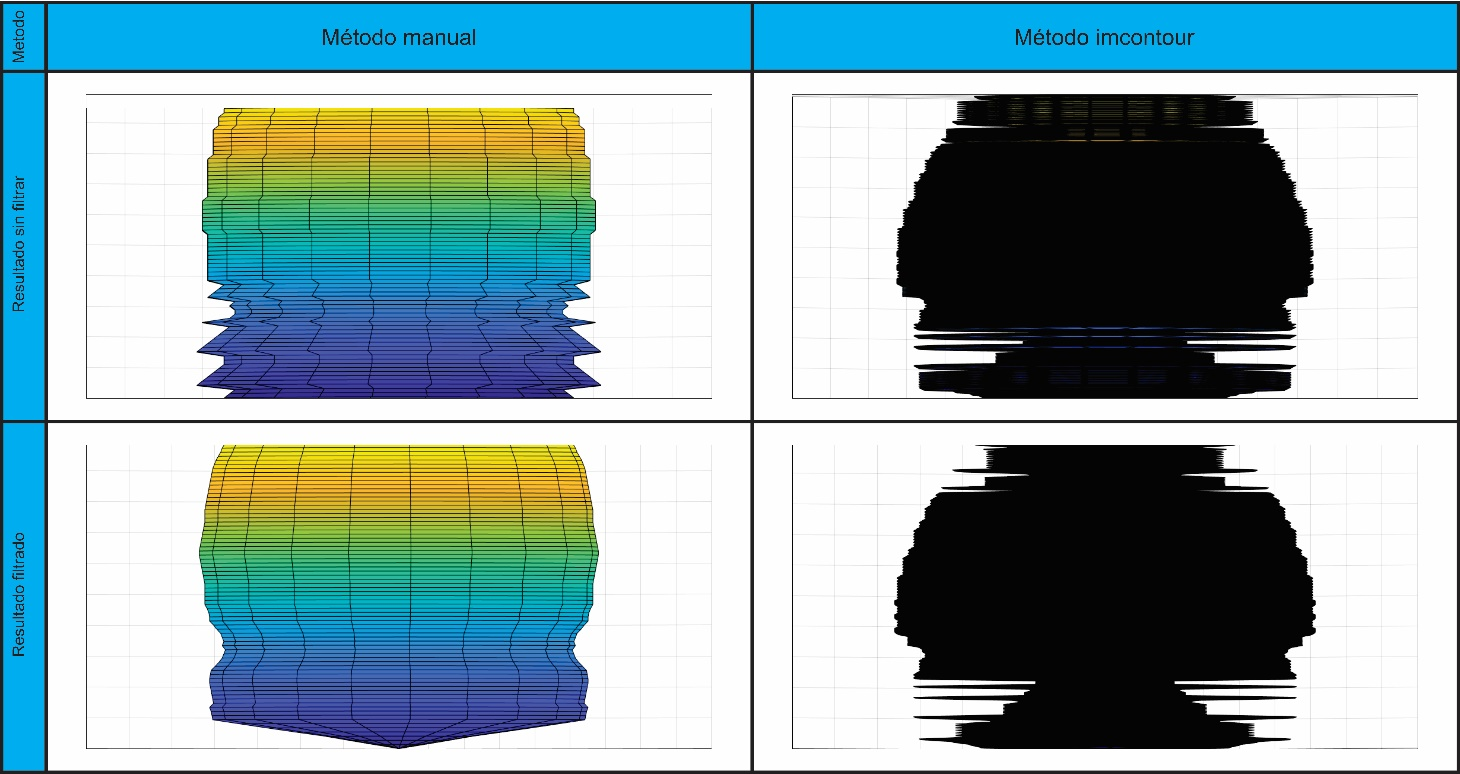 Metodo
Método manual
Método imcontour
Resultado sin filtrar
Resultado filtrado